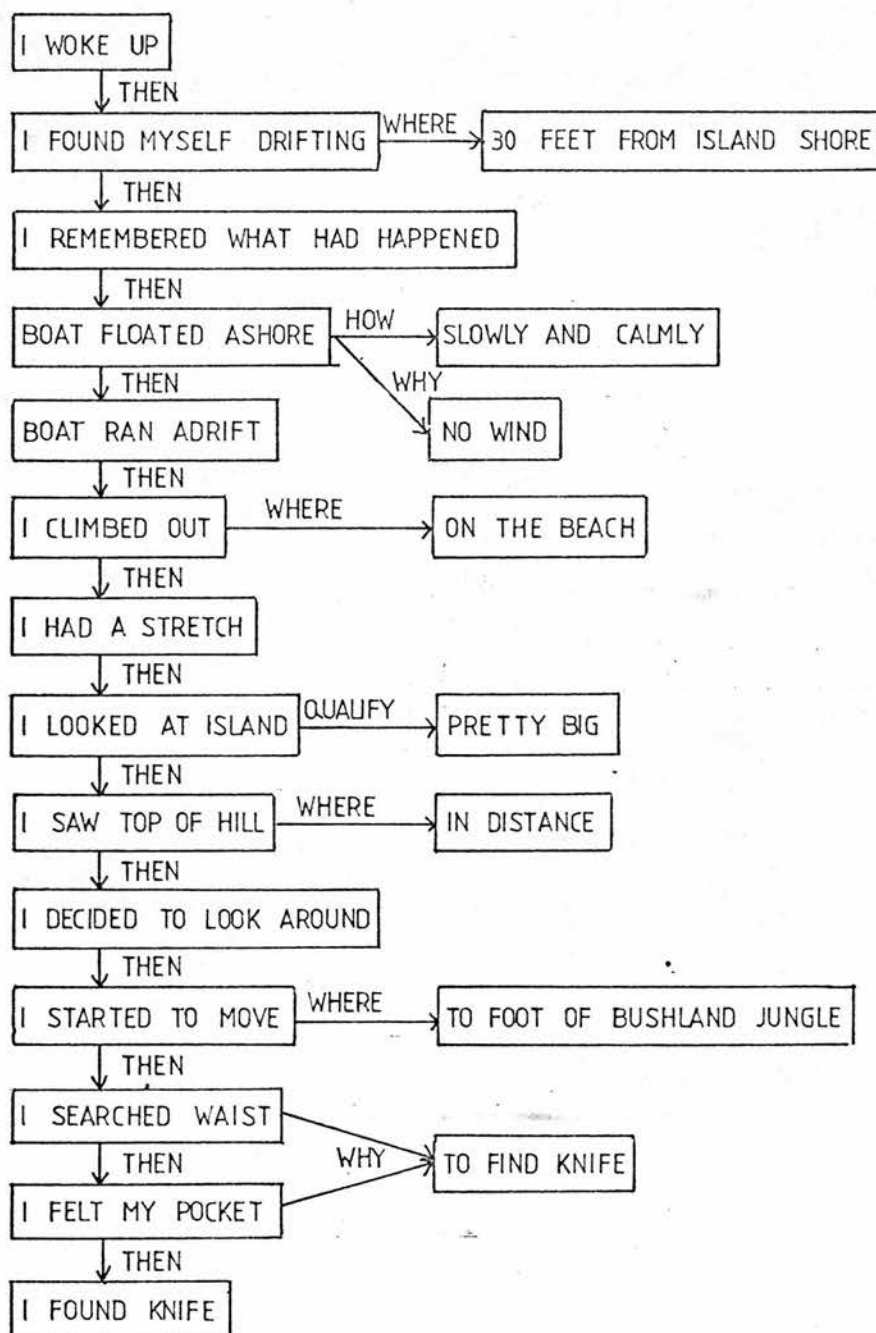 I WOKE UP
THEN
I FOUND MYSELF DRIFTING WHERE 30 FEET FROM ISLAND SHORE
THEN
I REMEMBERED WHAT HAD HAPPENED
THEN
BOAT FLOATED ASHORE HOW SLOWLY AND CALMLY
THEN WHY
BOAT RAN ADRIFT NO WIND
THEN
I CLIMBED OUT WHERE ON THE BEACH
THEN
I HAD A STRETCH
THEN
I LOOKED AT ISLAND QUALIFY PRETTY BIG
THEN
I SAW TOP OF HILL WHERE IN DISTANCE
THEN
I DECIDED TO LOOK AROUND
THEN
I STARTED TO MOVE WHERE TO FOOT OF BUSHLAND JUNGLE
THEN
I SEARCHED WAIST
THEN WHY TO FIND KNIFE
I FELT MY POCKET
THEN
I FOUND KNIFE